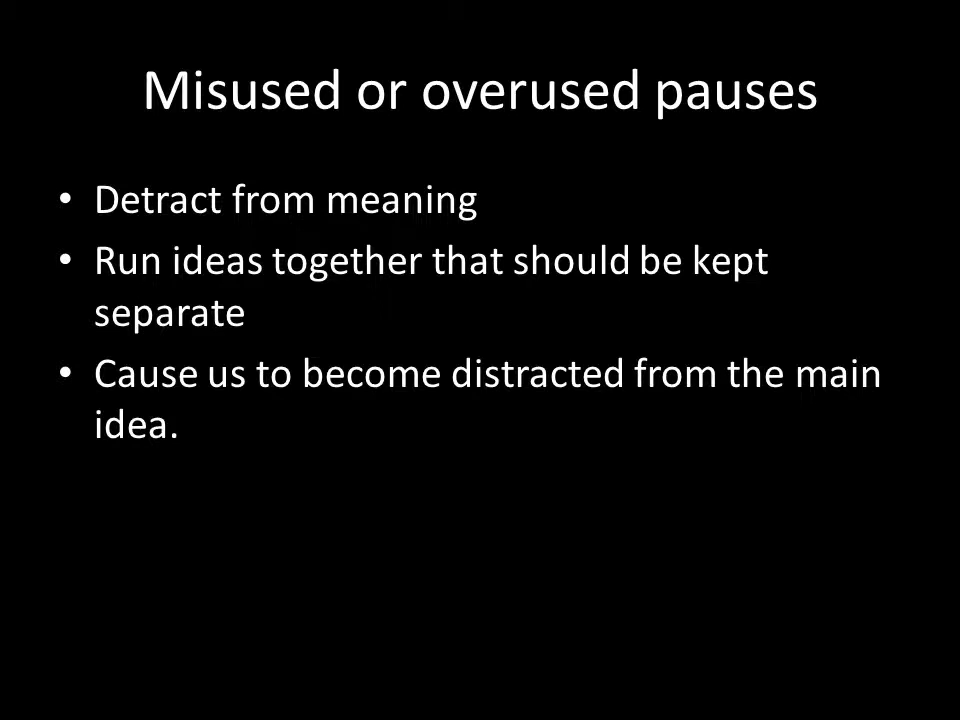 Misused or overused pauses
• Detract from meaning
• Run ideas together that should be kept
separate
• Cause us to become distracted from the main
idea.